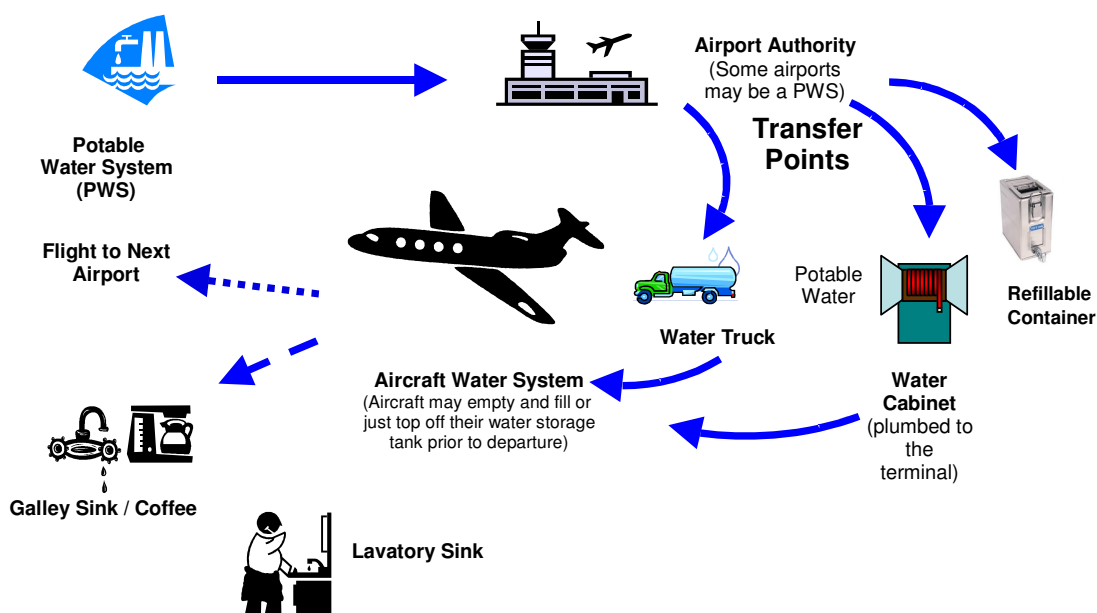 Airport Authority
(Some airports
may be a PWS)
Transfer
Points
Potable
Water System
(PWS)
Flight to Next
Airport
Potable
Water
Refillable
Container
Water Truck
Aircraft Water System
(Aircraft may empty and fill or
just top off their water storage
tank prior to departure)
Water
Cabinet
(plumbed to
the
terminal)
Galley Sink / Coffee
Lavatory Sink